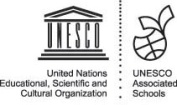 UNESCO
United Nations
Educational, Scientific and
Cultural Organization
UNESCO
Associated
Schools